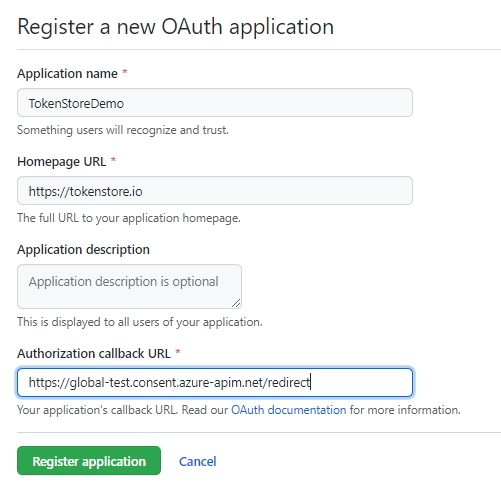 Register a new OAuth application
Application name *
TokenStoreDemo
Something users will recognize and trust.
Homepage URL *
https://tokenstore.io
The full URL to your application homepage.
Application description
Application description is optional
This is displayed to all users of your application.
Authorization callback URL *
https://global-test.consent.azure-apim.net/redirect
Your application's callback URL. Read our OAuth documentation for more information.
Register application Cancel